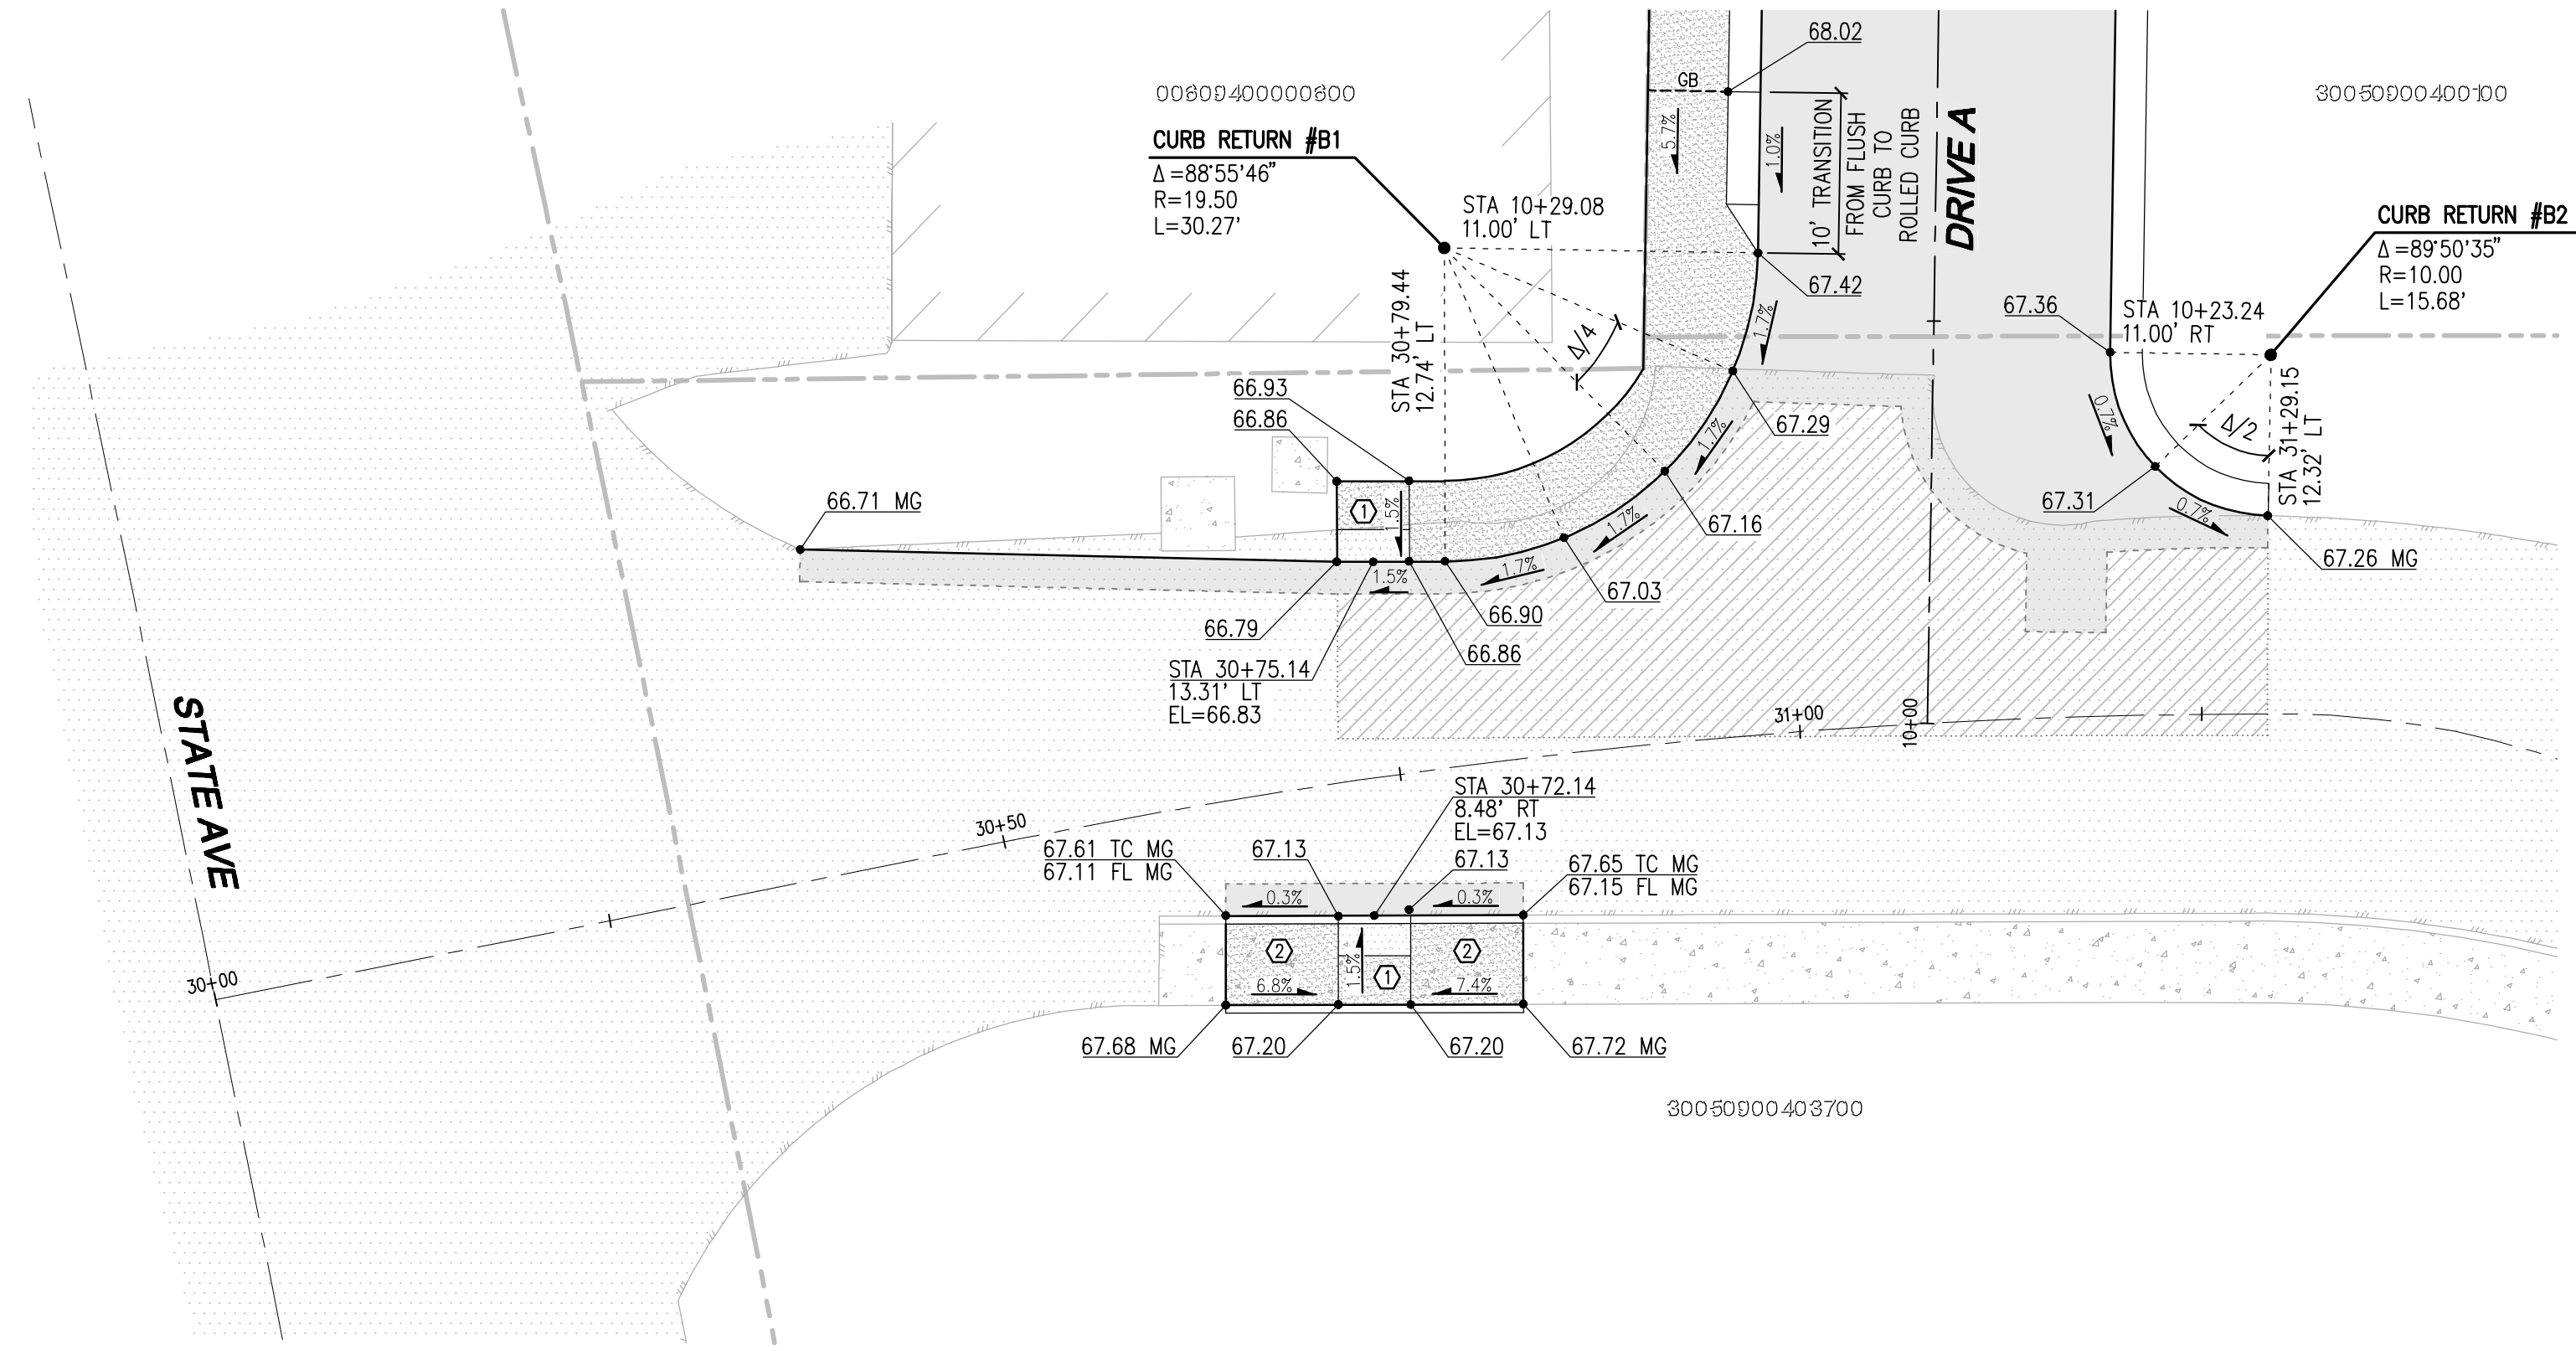 68.02
GB
00609400000600
30050900400100
CURB RETURN #B1
Δ =88°55'46"
R=19.50
L=30.27'
5.7%
1.0%
10' TRANSITION
FROM FLUSH
CURB TO
ROLLED CURB
DRIVE A
STA 10+29.08
11.00' LT
CURB RETURN #B2
Δ =89°50'35"
R=10.00
L=15.68'
STA 30+79.44
12.74' LT
67.42
67.36
STA 10+23.24
11.00' RT
Δ/4
1.7%
66.93
66.86
67.29
1.7%
0.7%
Δ/2
STA 31+29.15
12.32' LT
66.71 MG
1
1.5%
67.16
1.7%
67.31
0.7%
67.26 MG
1.5%
1.7%
67.03
66.79
66.90
66.86
STA 30+75.14
13.31' LT
EL=66.83
STATE AVE
31+00
10+00
30+50
STA 30+72.14
8.48' RT
EL=67.13
67.61 TC MG
67.11 FL MG
67.13
67.13
67.65 TC MG
67.15 FL MG
0.3%
0.3%
2
2
1.5%
1
6.8%
7.4%
30+00
67.68 MG
67.20
67.20
67.72 MG
30050900403700